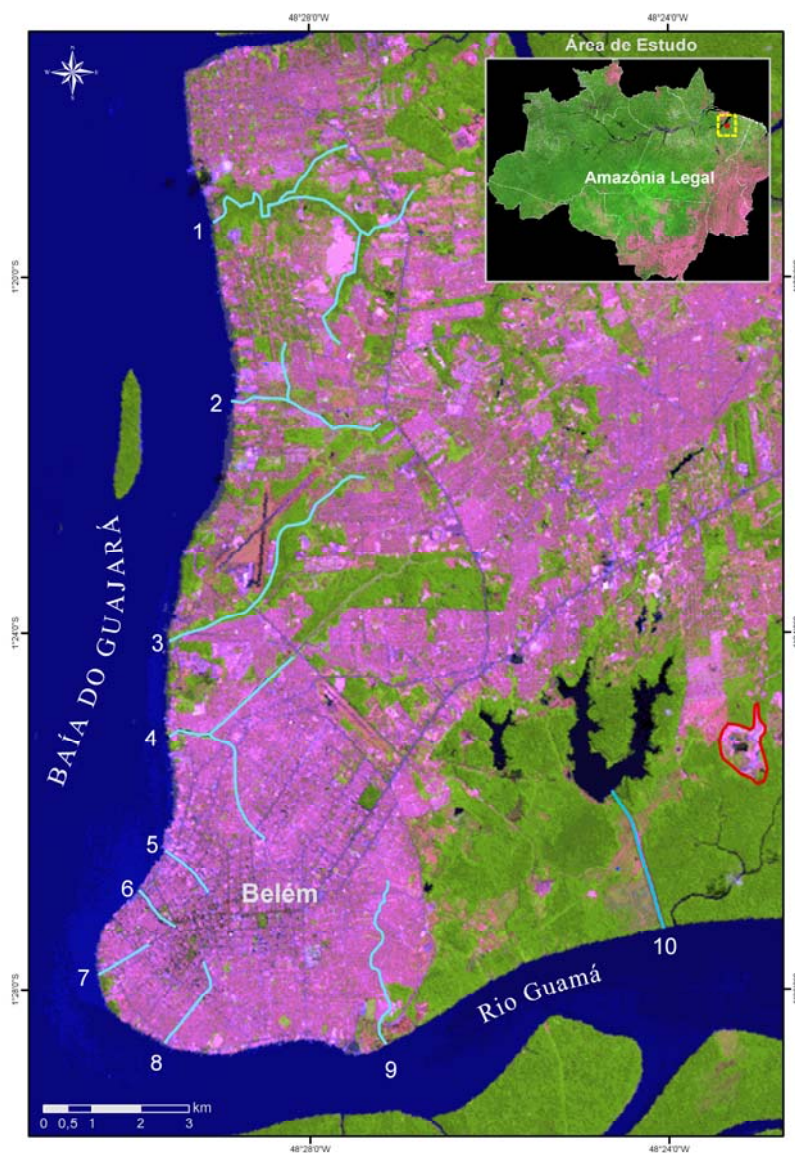 48°28'0"W
48°24'0"W
Área de Estudo
N
Amazônia Legal
1
1°20'0"S
2
BAÍA DO GUAJARÁ
3
1°24'0"S
4
5
6
Belém
7
10
Rio Guamá
1°28'0"S
8
9
km
0 0,5 1 2 3
48°28'0"W
48°24'0"W